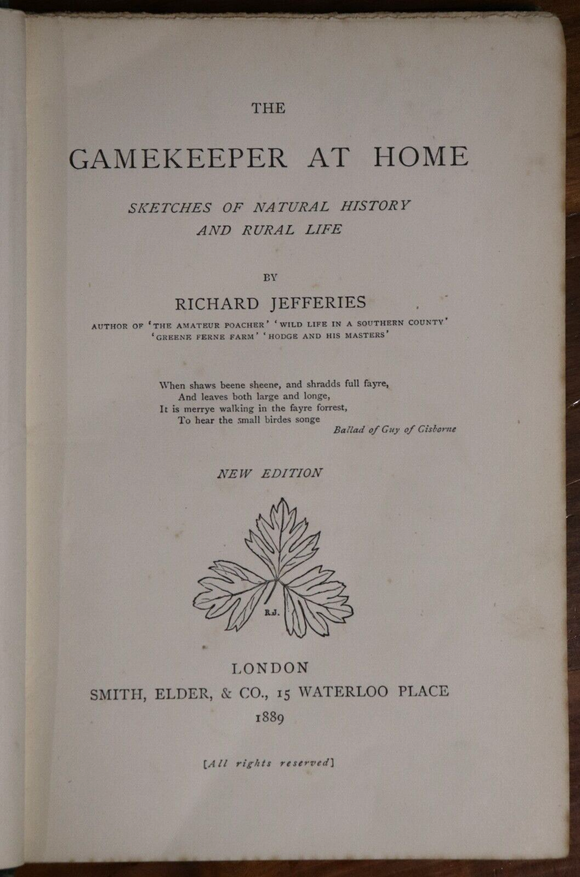 THE
GAMEKEEPER AT HOME
SKETCHES OF NATURAL HISTORY
AND RURAL LIFE
BY
RICHARD JEFFERIES
AUTHOR OF 'THE AMATEUR POACHER' 'WILD LIFE IN A SOUTHERN COUNTY'
'GREENE FERNE FARM' 'HODGE AND HIS MASTERS'
When shaws beene sheene, and shradds full fayre,
And leaves both large and longe,
It is merrye walking in the fayre forrest,
To hear the small birdes songe
Ballad of Guy of Gisborne
NEW EDITION
R.J.
LONDON
SMITH, ELDER, & CO., 15 WATERLOO PLACE
1889
[All rights reserved]